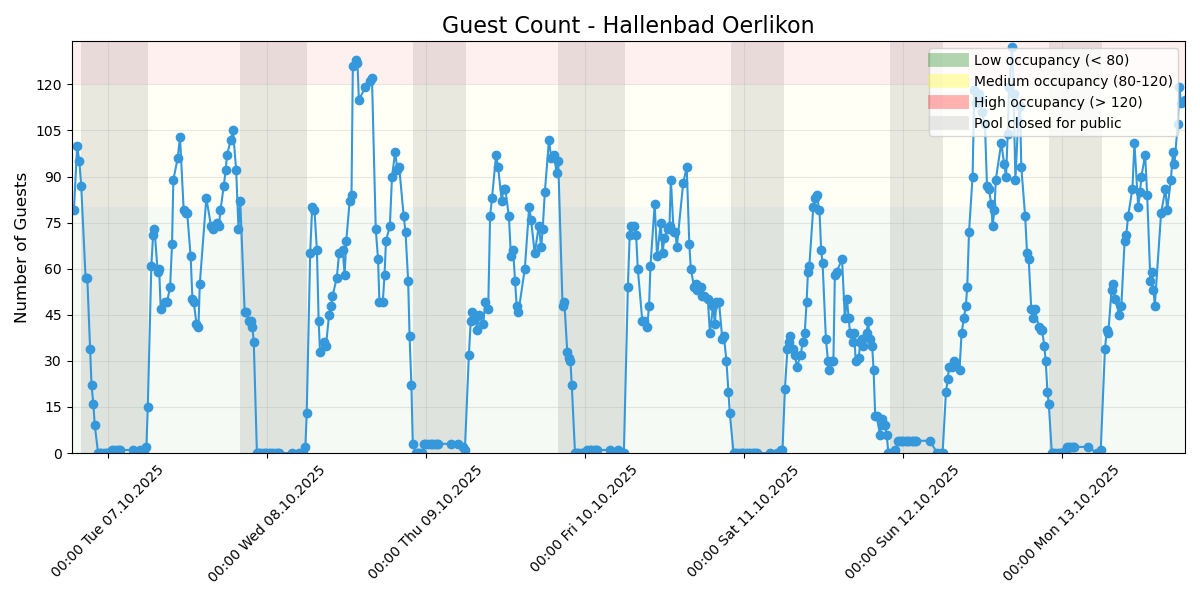 Guest Count - Hallenbad Oerlikon
Low occupancy (< 80)
Medium occupancy (80-120)
High occupancy (> 120)
Pool closed for public
Number of Guests
120
105
90
75
60
45
30
15
0
00:00 Tue 07.10.2025
00:00 Wed 08.10.2025
00:00 Thu 09.10.2025
00:00 Fri 10.10.2025
00:00 Sat 11.10.2025
00:00 Sun 12.10.2025
00:00 Mon 13.10.2025